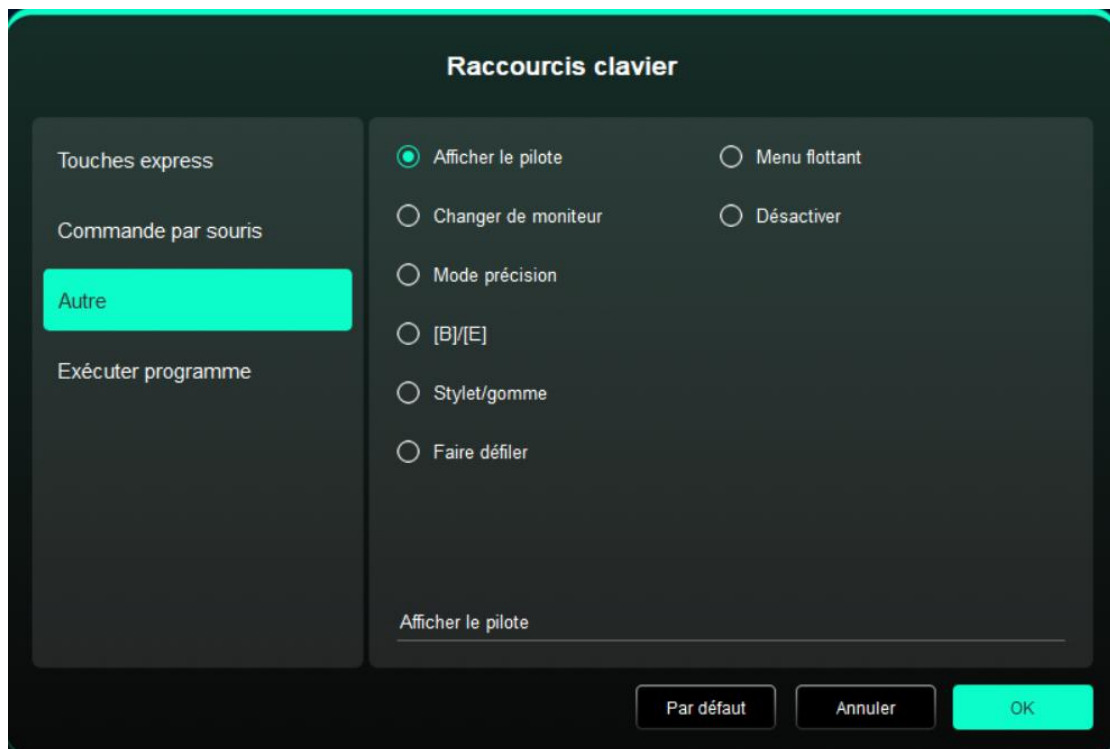 Raccourcis clavier
Touches express
Commande par souris
Autre
Exécuter programme
Afficher le pilote
Menu flottant
Changer de moniteur
Désactiver
Mode précision
[B]/[E]
Stylet/gomme
Faire défiler
Afficher le pilote
Par défaut
Annuler
OK